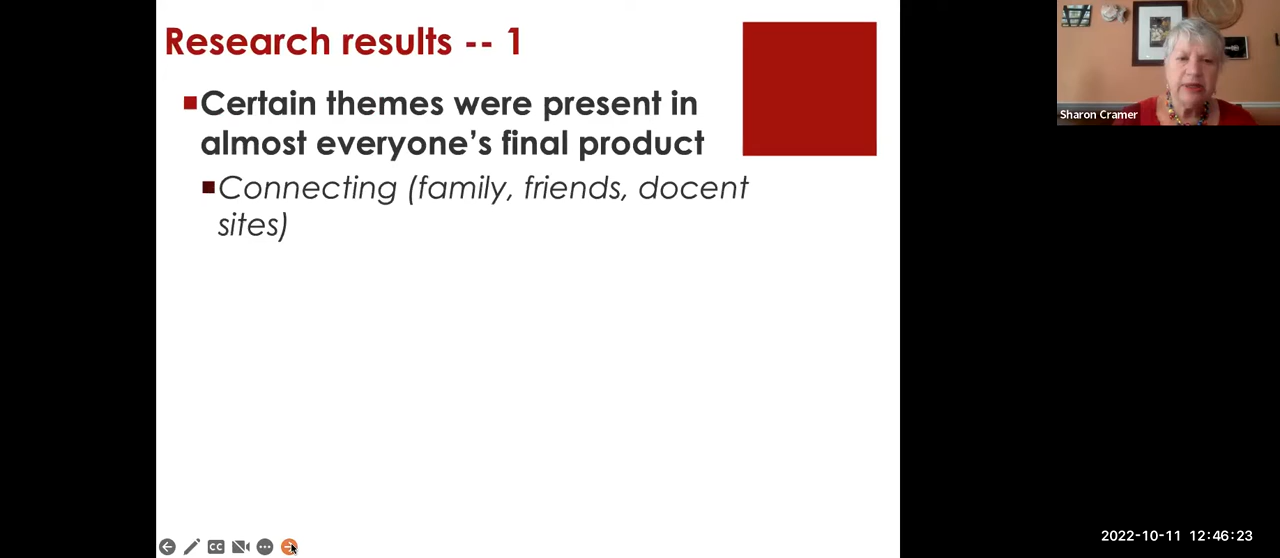 Research results -- 1
Certain themes were present in
almost everyone’s final product
Connecting (family, friends, docent
sites)
Sharon Cramer
CC
2022-10-11 12:46:23